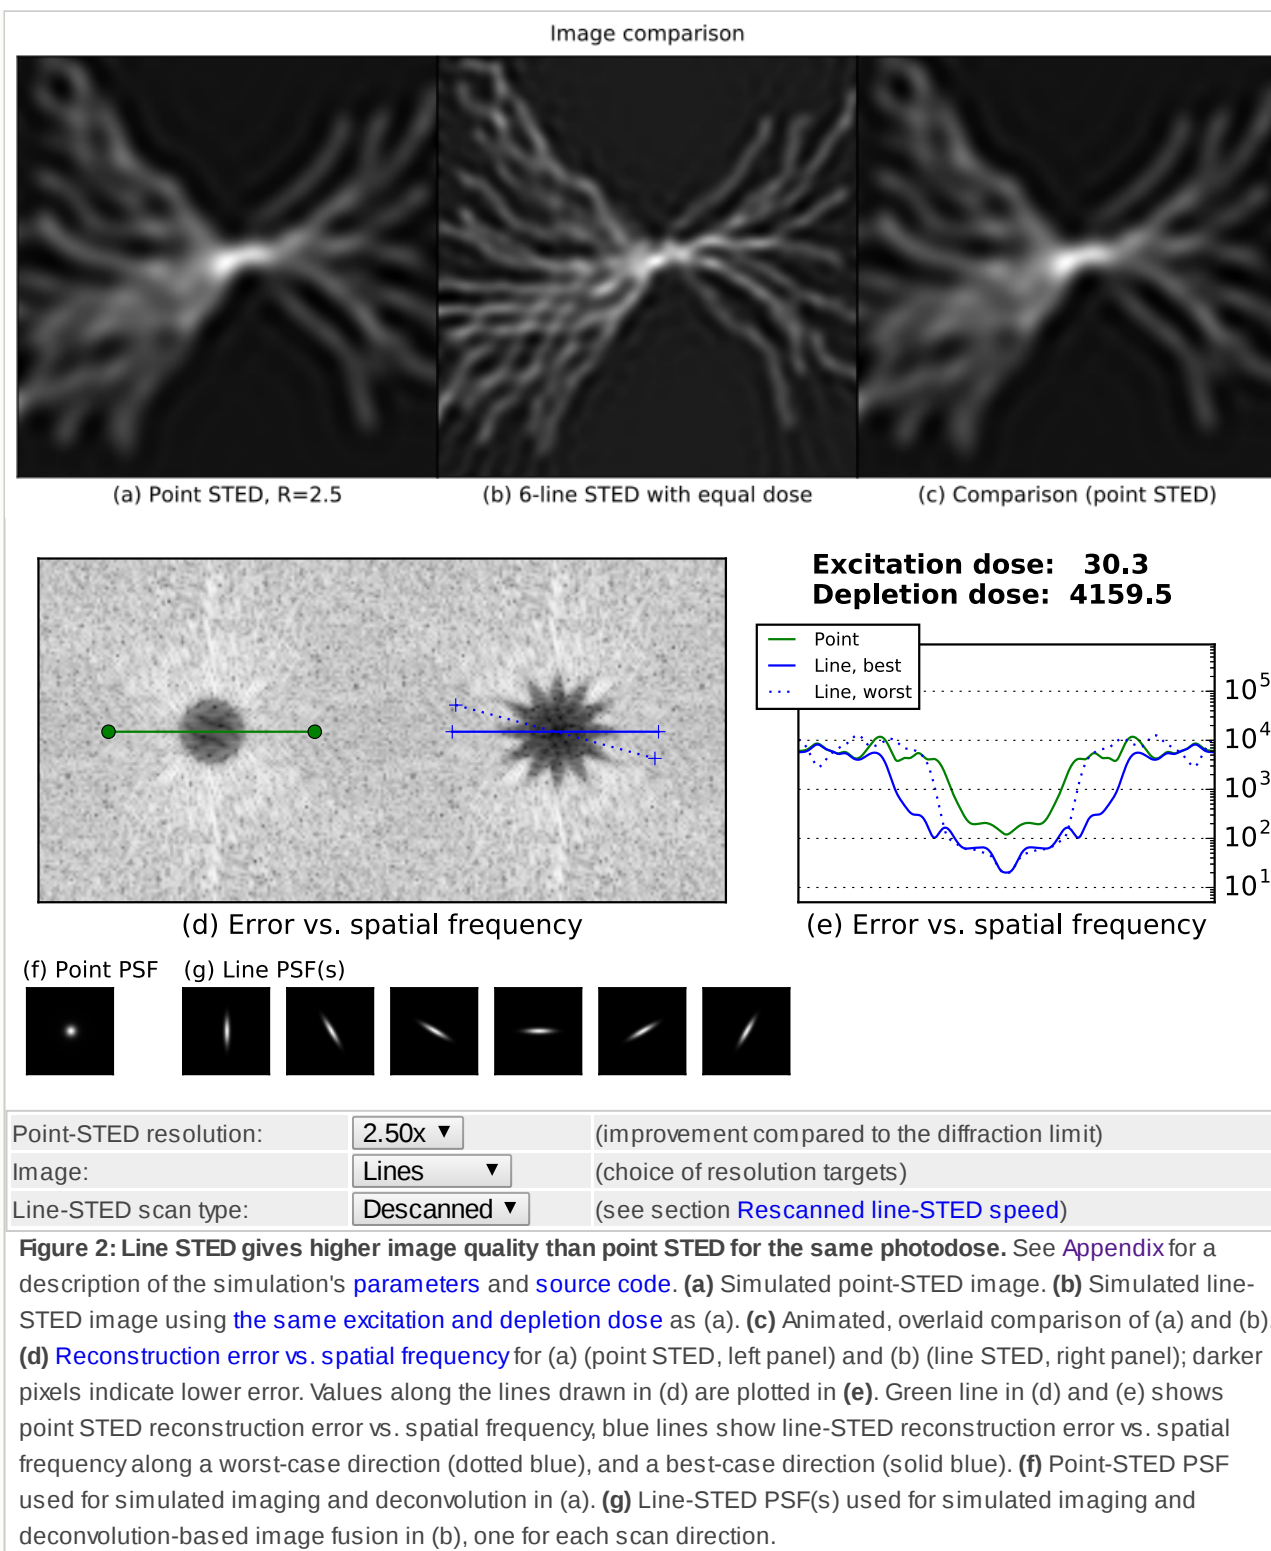 Image comparison
(a) Point STED, R=2.5
(b) 6-line STED with equal dose
(c) Comparison (point STED)
Excitation dose: 30.3
Depletion dose: 4159.5
Point
Line, best
Line, worst
10^5
10^4
10^3
10^2
10^1
(d) Error vs. spatial frequency
(e) Error vs. spatial frequency
(f) Point PSF
(g) Line PSF(s)
Point-STED resolution: 2.50x ▼ (improvement compared to the diffraction limit)
Image: Lines ▼ (choice of resolution targets)
Line-STED scan type: Descanned ▼ (see section Rescanned line-STED speed)
Figure 2: Line STED gives higher image quality than point STED for the same photodose. See Appendix for a
description of the simulation's parameters and source code. (a) Simulated point-STED image. (b) Simulated line-
STED image using the same excitation and depletion dose as (a). (c) Animated, overlaid comparison of (a) and (b)
(d) Reconstruction error vs. spatial frequency for (a) (point STED, left panel) and (b) (line STED, right panel); darker
pixels indicate lower error. Values along the lines drawn in (d) are plotted in (e). Green line in (d) and (e) shows
point STED reconstruction error vs. spatial frequency, blue lines show line-STED reconstruction error vs. spatial
frequency along a worst-case direction (dotted blue), and a best-case direction (solid blue). (f) Point-STED PSF
used for simulated imaging and deconvolution in (a). (g) Line-STED PSF(s) used for simulated imaging and
deconvolution-based image fusion in (b), one for each scan direction.